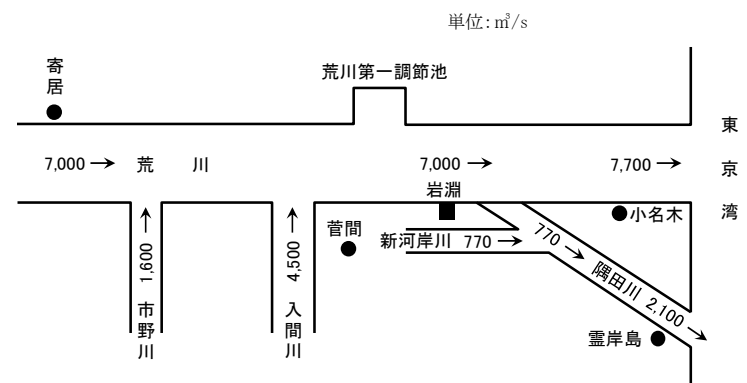 単位：㎥/s
寄居
荒川第一調節池
東京湾
7,000→
荒川
7,000→
7,700→
岩淵
小名木
菅間
新河岸川
770→
770→
隅田川
2,100→
1,600→
市野川
4,500→
入間川
霊岸島